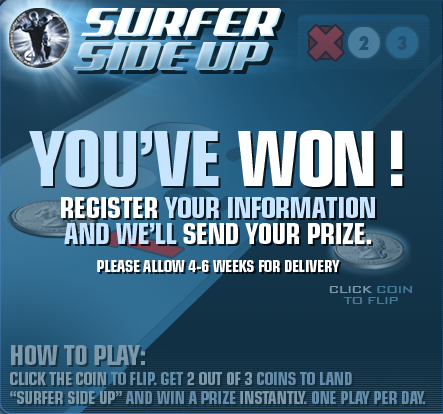 SURFER
SIDE UP
2 3
YOU'VE WON !
REGISTER YOUR INFORMATION
AND WE'LL SEND YOUR PRIZE.
PLEASE ALLOW 4-6 WEEKS FOR DELIVERY
CLICK COIN
TO FLIP
HOW TO PLAY:
CLICK THE COIN TO FLIP. GET 2 OUT OF 3 COINS TO LAND
“SURFER SIDE UP” AND WIN A PRIZE INSTANTLY. ONE PLAY PER DAY.